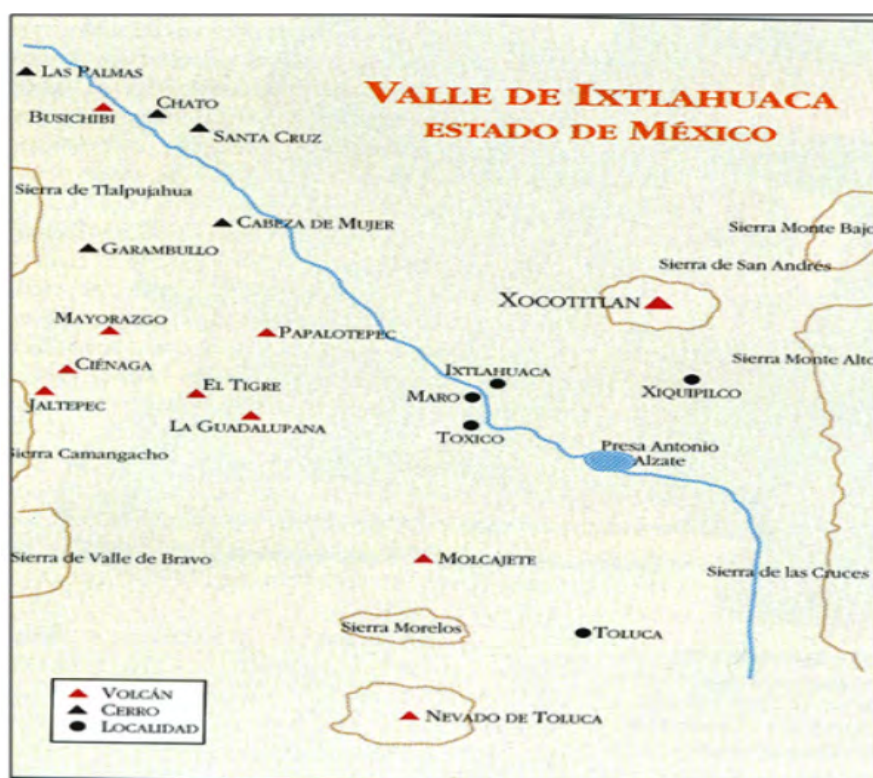 VALLE DE IXTLAHUACA
ESTADO DE MÉXICO
LAS PALMAS
BUSICHIBI
CHATO
SANTA CRUZ
Sierra de Tlalpujahua
CABEZA DE MUJER
GARAMBULLO
Sierra Monte Bajo
Sierra de San Andrés
XOCOTITLAN
MAYORAZGO
PAPALOTEPEC
CIÉNAGA
JALTEPEC
EL TIGRE
LA GUADALUPANA
IXTLAHUACA
MARO
TOXICO
XIQUIPILCO
Sierra Monte Alto
Sierra Camangacho
Presa Antonio
Alzate
Sierra de Valle de Bravo
MOLCAJETE
Sierra de las Cruces
Sierra Morelos
TOLUCA
NEVADO DE TOLUCA
VOLCÁN
CERRO
LOCALIDAD